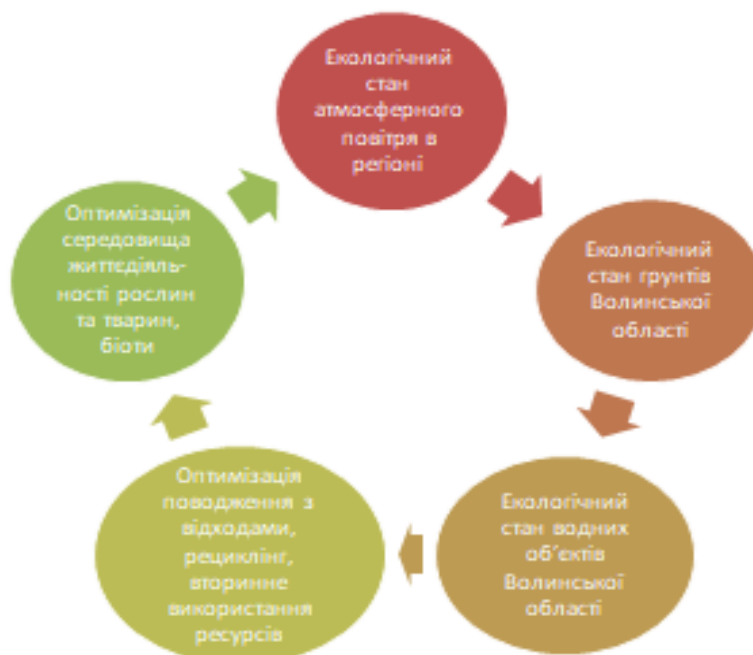 Екологічний
стан
атмосферного
повітря в
регіоні
Екологічний
стан грунтів
Волинської
області
Екологічний
стан водних
об’єктів
Волинської
області
Оптимізація
поводження з
відходами,
рециклінг,
вторинне
використання
ресурсів
Оптимізація
середовища
життєдіяль-
ності рослин
та тварин,
біоти